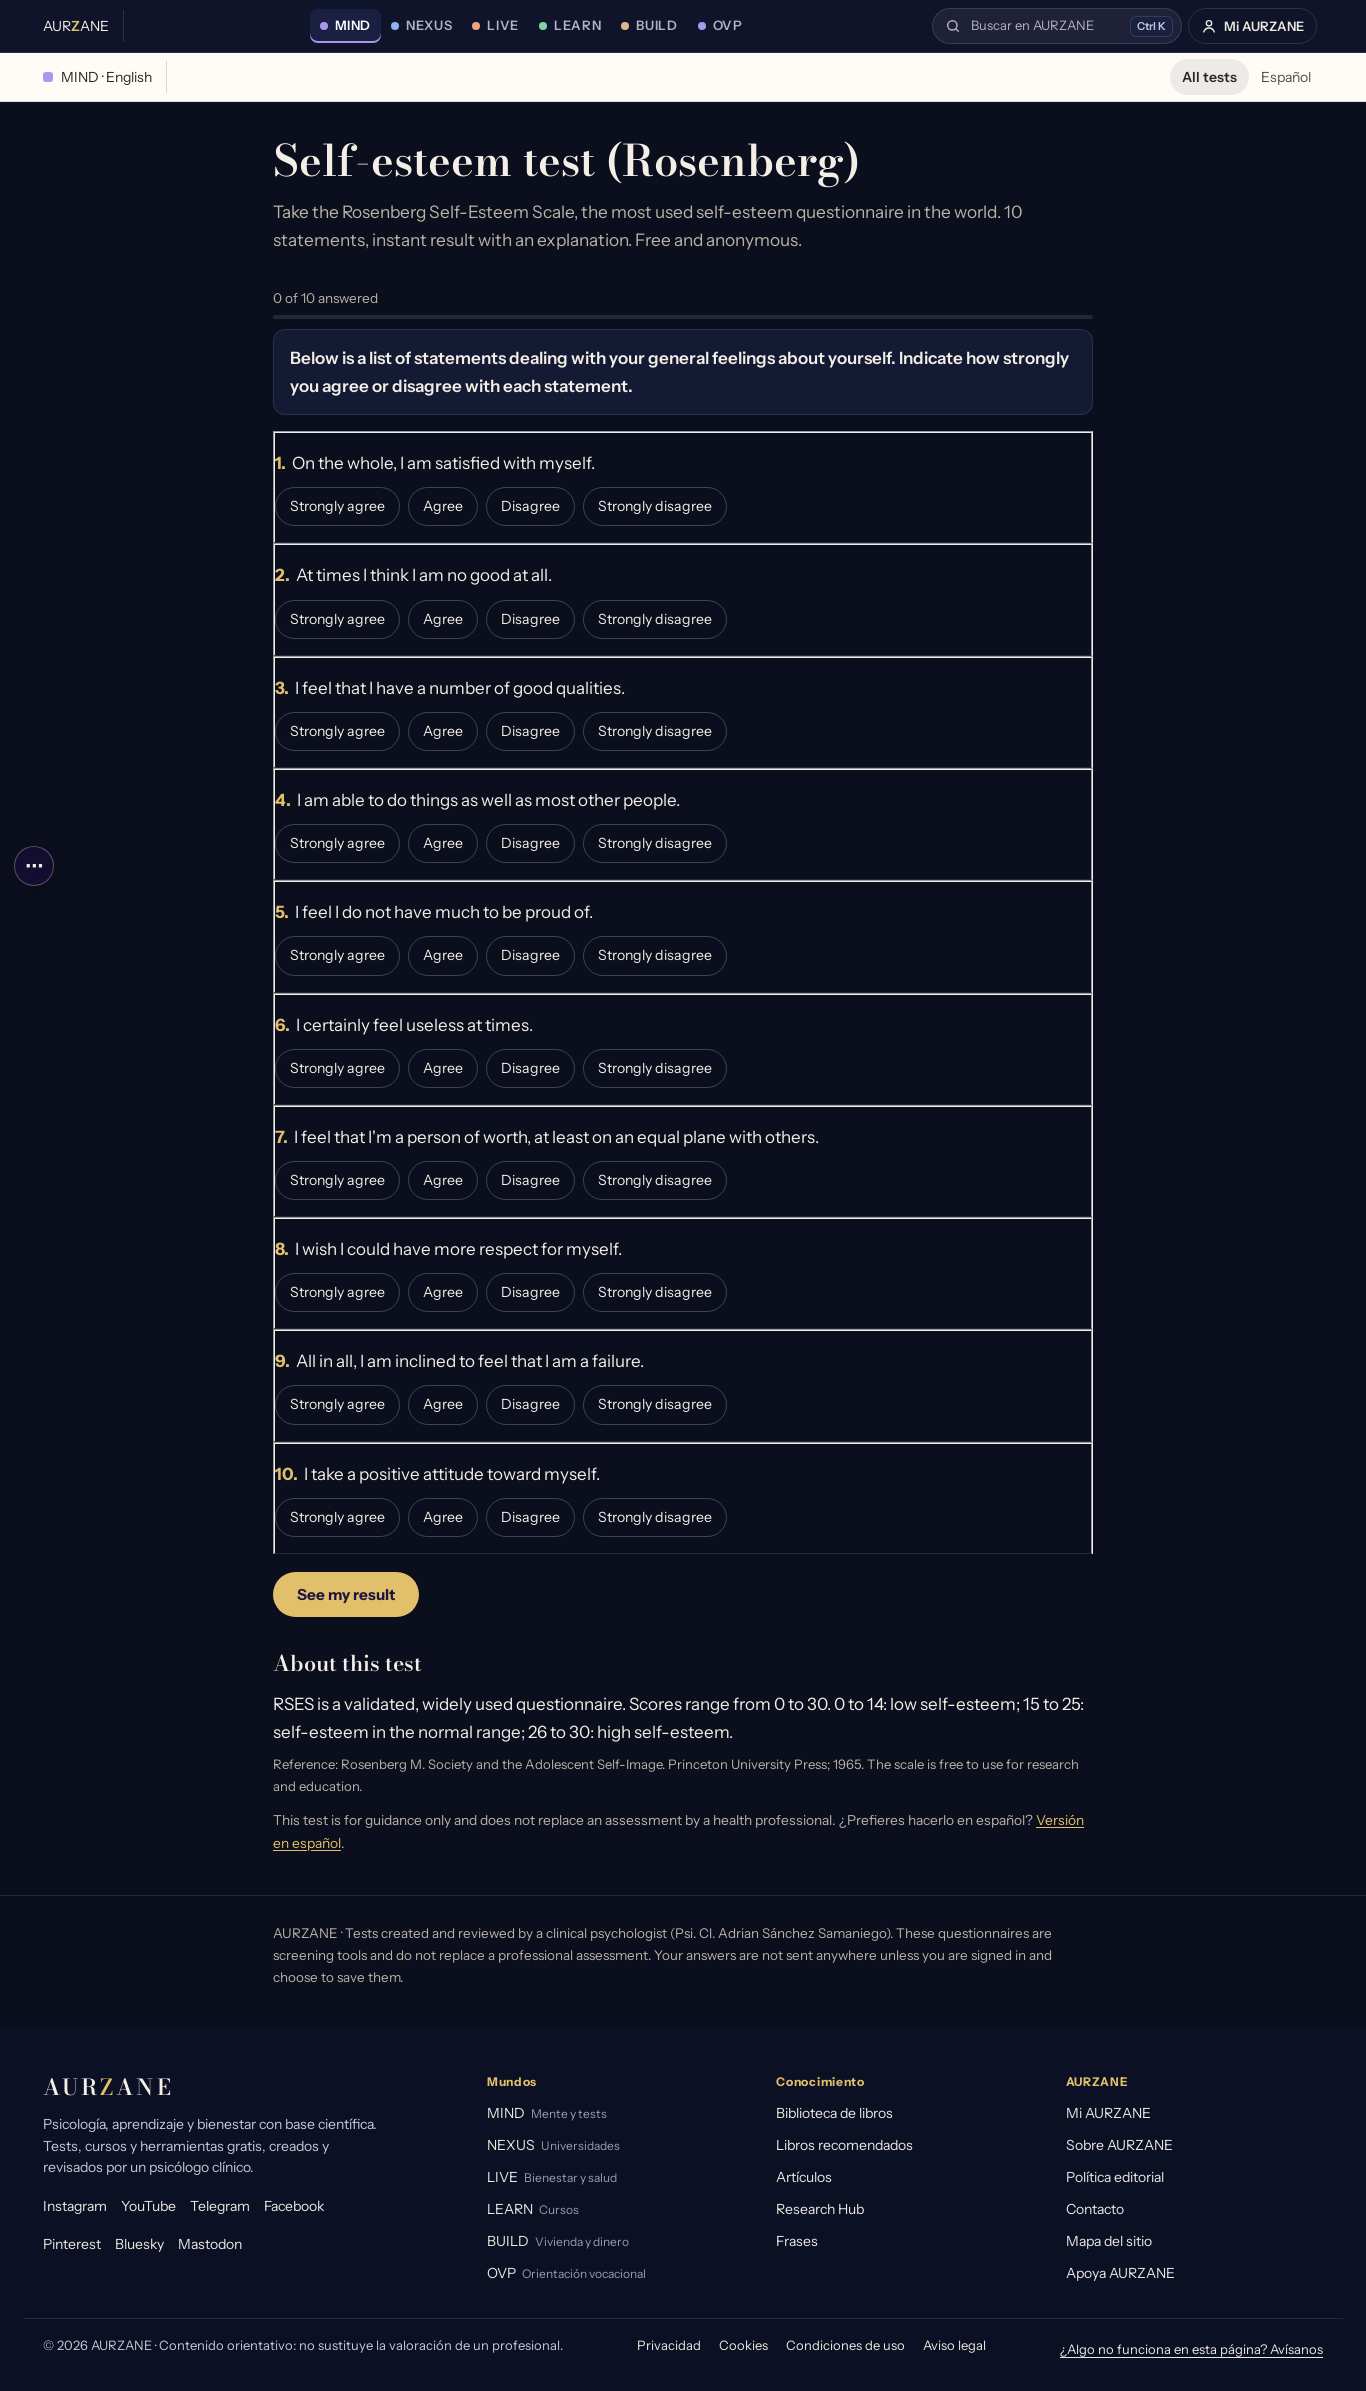 AURZANE
MIND
NEXUS
LIVE
LEARN
BUILD
OVP
Buscar en AURZANE
Ctrl K
Mi AURZANE
MIND · English
All tests
Español
Self-esteem test (Rosenberg)
Take the Rosenberg Self-Esteem Scale, the most used self-esteem questionnaire in the world. 10
statements, instant result with an explanation. Free and anonymous.
0 of 10 answered
Below is a list of statements dealing with your general feelings about yourself. Indicate how strongly
you agree or disagree with each statement.
1. On the whole, I am satisfied with myself.
Strongly agree Agree Disagree Strongly disagree
2. At times I think I am no good at all.
Strongly agree Agree Disagree Strongly disagree
3. I feel that I have a number of good qualities.
Strongly agree Agree Disagree Strongly disagree
4. I am able to do things as well as most other people.
Strongly agree Agree Disagree Strongly disagree
5. I feel I do not have much to be proud of.
Strongly agree Agree Disagree Strongly disagree
6. I certainly feel useless at times.
Strongly agree Agree Disagree Strongly disagree
7. I feel that I'm a person of worth, at least on an equal plane with others.
Strongly agree Agree Disagree Strongly disagree
8. I wish I could have more respect for myself.
Strongly agree Agree Disagree Strongly disagree
9. All in all, I am inclined to feel that I am a failure.
Strongly agree Agree Disagree Strongly disagree
10. I take a positive attitude toward myself.
Strongly agree Agree Disagree Strongly disagree
See my result
About this test
RSES is a validated, widely used questionnaire. Scores range from 0 to 30. 0 to 14: low self-esteem; 15 to 25:
self-esteem in the normal range; 26 to 30: high self-esteem.
Reference: Rosenberg M. Society and the Adolescent Self-Image. Princeton University Press; 1965. The scale is free to use for research
and education.
This test is for guidance only and does not replace an assessment by a health professional. ¿Prefieres hacerlo en español? Versión
en español.
AURZANE · Tests created and reviewed by a clinical psychologist (Psi. Cl. Adrian Sánchez Samaniego). These questionnaires are
screening tools and do not replace a professional assessment. Your answers are not sent anywhere unless you are signed in and
choose to save them.
AURZANE
Psicología, aprendizaje y bienestar con base científica.
Tests, cursos y herramientas gratis, creados y
revisados por un psicólogo clínico.
Instagram YouTube Telegram Facebook
Pinterest Bluesky Mastodon
Mundos
MIND Mente y tests
NEXUS Universidades
LIVE Bienestar y salud
LEARN Cursos
BUILD Vivienda y dinero
OVP Orientación vocacional
Conocimiento
Biblioteca de libros
Libros recomendados
Artículos
Research Hub
Frases
AURZANE
Mi AURZANE
Sobre AURZANE
Política editorial
Contacto
Mapa del sitio
Apoya AURZANE
© 2026 AURZANE · Contenido orientativo: no sustituye la valoración de un profesional.
Privacidad Cookies Condiciones de uso Aviso legal
¿Algo no funciona en esta página? Avísanos